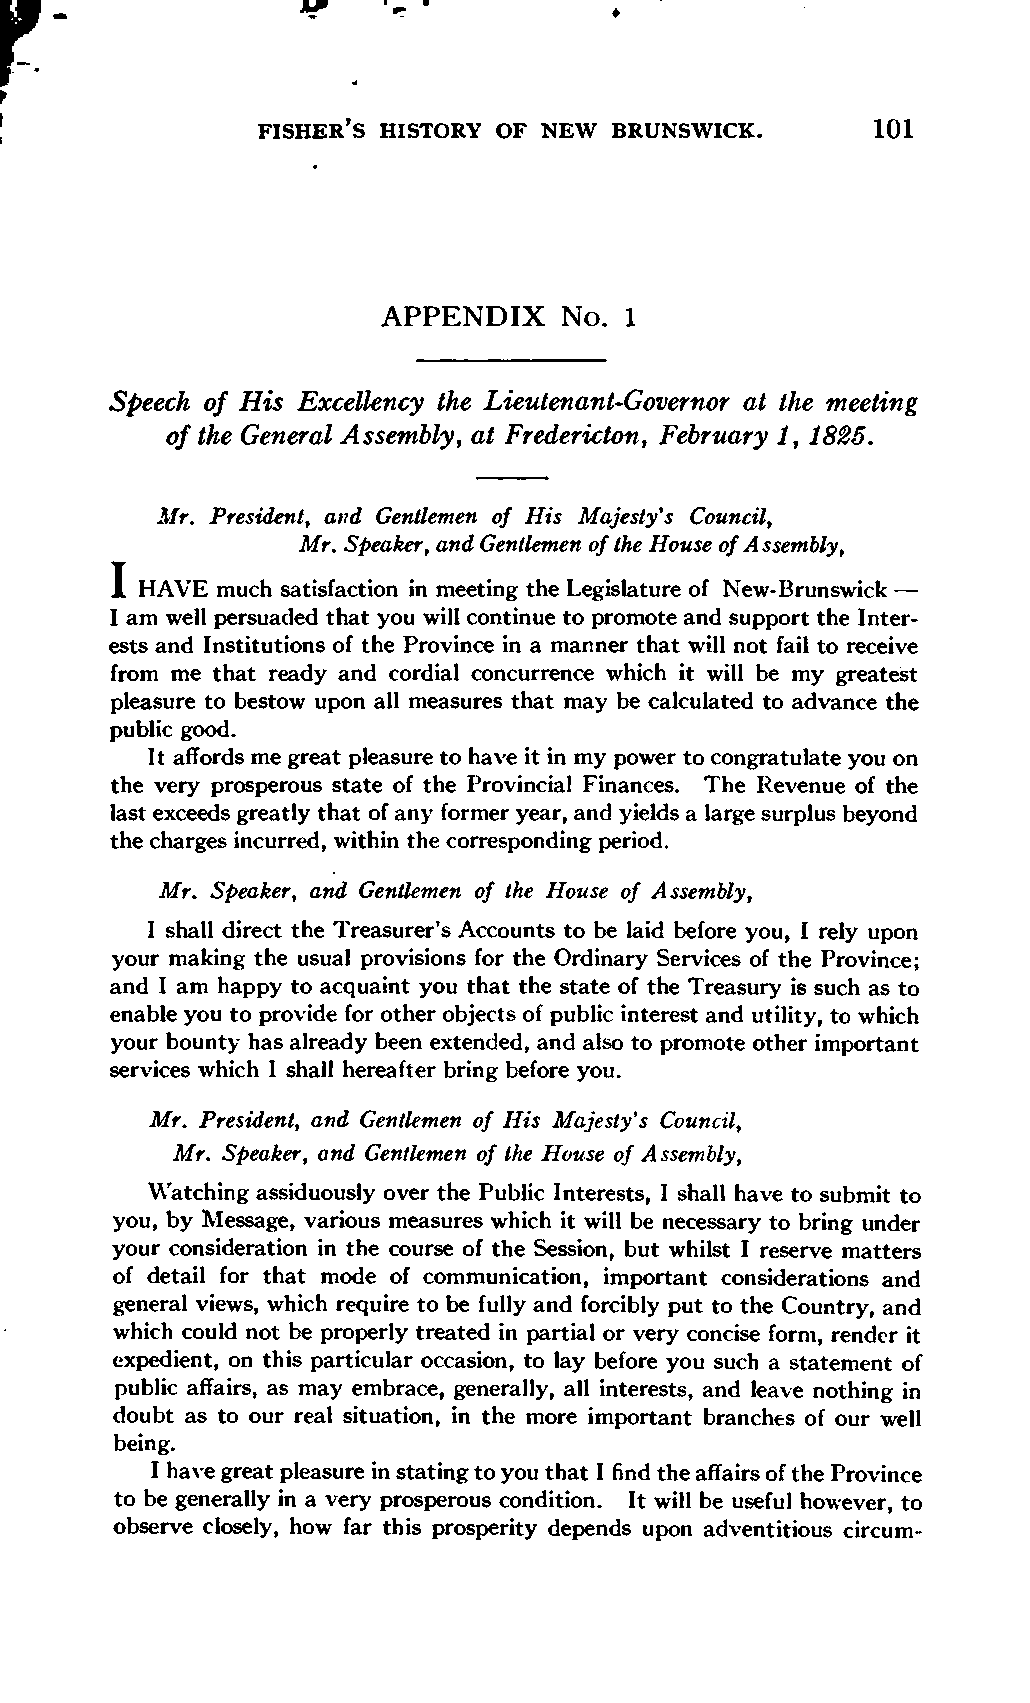 FISHER'S HISTORY OF NEW BRUNSWICK. 101
APPENDIX No. 1
Speech of His Excellency the Lieutenant-Governor at the meeting
of the General Assembly, at Fredericton, February 1, 1825.
Mr. President, and Gentlemen of His Majesty's Council,
Mr. Speaker, and Gentlemen of the House of Assembly,
I HAVE much satisfaction in meeting the Legislature of New-Brunswick —
I am well persuaded that you will continue to promote and support the Inter-
ests and Institutions of the Province in a manner that will not fail to receive
from me that ready and cordial concurrence which it will be my greatest
pleasure to bestow upon all measures that may be calculated to advance the
public good.
It affords me great pleasure to have it in my power to congratulate you on
the very prosperous state of the Provincial Finances. The Revenue of the
last exceeds greatly that of any former year, and yields a large surplus beyond
the charges incurred, within the corresponding period.
Mr. Speaker, and Gentlemen of the House of Assembly,
I shall direct the Treasurer's Accounts to be laid before you, I rely upon
your making the usual provisions for the Ordinary Services of the Province;
and I am happy to acquaint you that the state of the Treasury is such as to
enable you to provide for other objects of public interest and utility, to which
your bounty has already been extended, and also to promote other important
services which I shall hereafter bring before you.
Mr. President, and Gentlemen of His Majesty's Council,
Mr. Speaker, and Gentlemen of the House of Assembly,
Watching assiduously over the Public Interests, I shall have to submit to
you, by Message, various measures which it will be necessary to bring under
your consideration in the course of the Session, but whilst I reserve matters
of detail for that mode of communication, important considerations and
general views, which require to be fully and forcibly put to the Country, and
which could not be properly treated in partial or very concise form, render it
expedient, on this particular occasion, to lay before you such a statement of
public affairs, as may embrace, generally, all interests, and leave nothing in
doubt as to our real situation, in the more important branches of our well
being.
I have great pleasure in stating to you that I find the affairs of the Province
to be generally in a very prosperous condition. It will be useful however, to
observe closely, how far this prosperity depends upon adventitious circum-